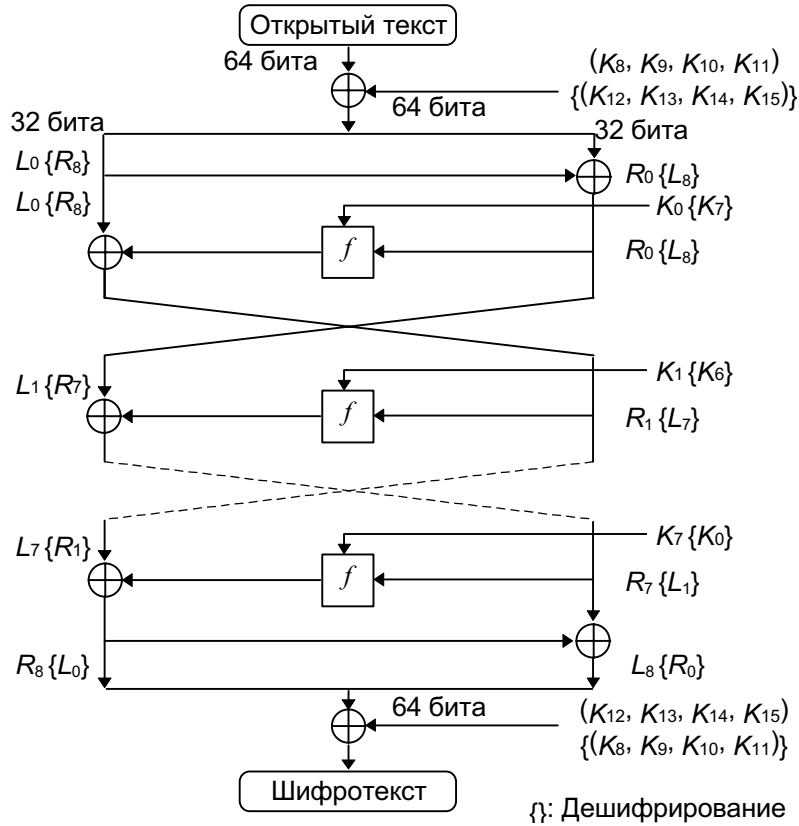 Открытый текст
64 бита
(K8, K9, K10, K11)
64 бита
{(K12, K13, K14, K15)}
32 бита
32 бита
L0 {R8}
R0 {L8}
L0 {R8}
K0 {K7}
f
R0 {L8}
K1 {K6}
L1 {R7}
f
R1 {L7}
K7 {K0}
L7 {R1}
f
R7 {L1}
R8 {L0}
L8 {R0}
64 бита
(K12, K13, K14, K15)
{(K8, K9, K10, K11)}
Шифротекст
{}: Дешифрирование